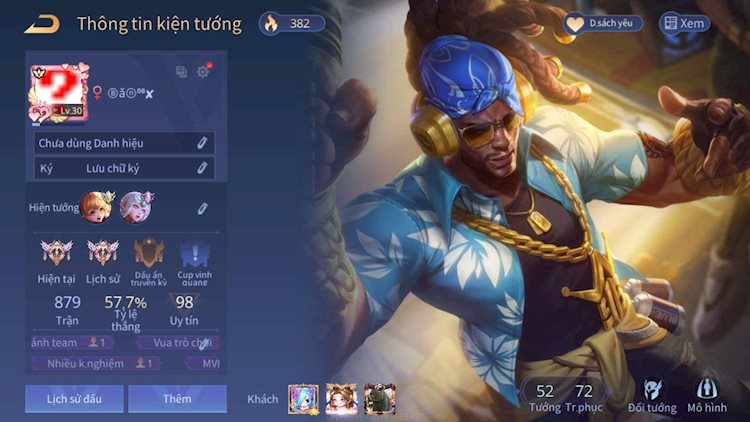 Thông tin kiện tướng
382
D.sách yêu
Xem
Lv.30
Ⓑăⓝᴼᴮ✘
Chưa dùng Danh hiệu
Ký Lưu chữ ký
Hiện tướng
Hiện tại
Lịch sử
Dấu ấn truyền kỳ
Cup vinh quang
879
Trận
57,7%
Tỷ lệ thắng
98
Uy tín
ánh team 1
Vua trò chơi
Nhiều k.nghiệm 1
MVI
Lịch sử đấu
Thêm
Khách
52
Tướng
72
Tr.phục
Đổi tướng
Mô hình
BLUE